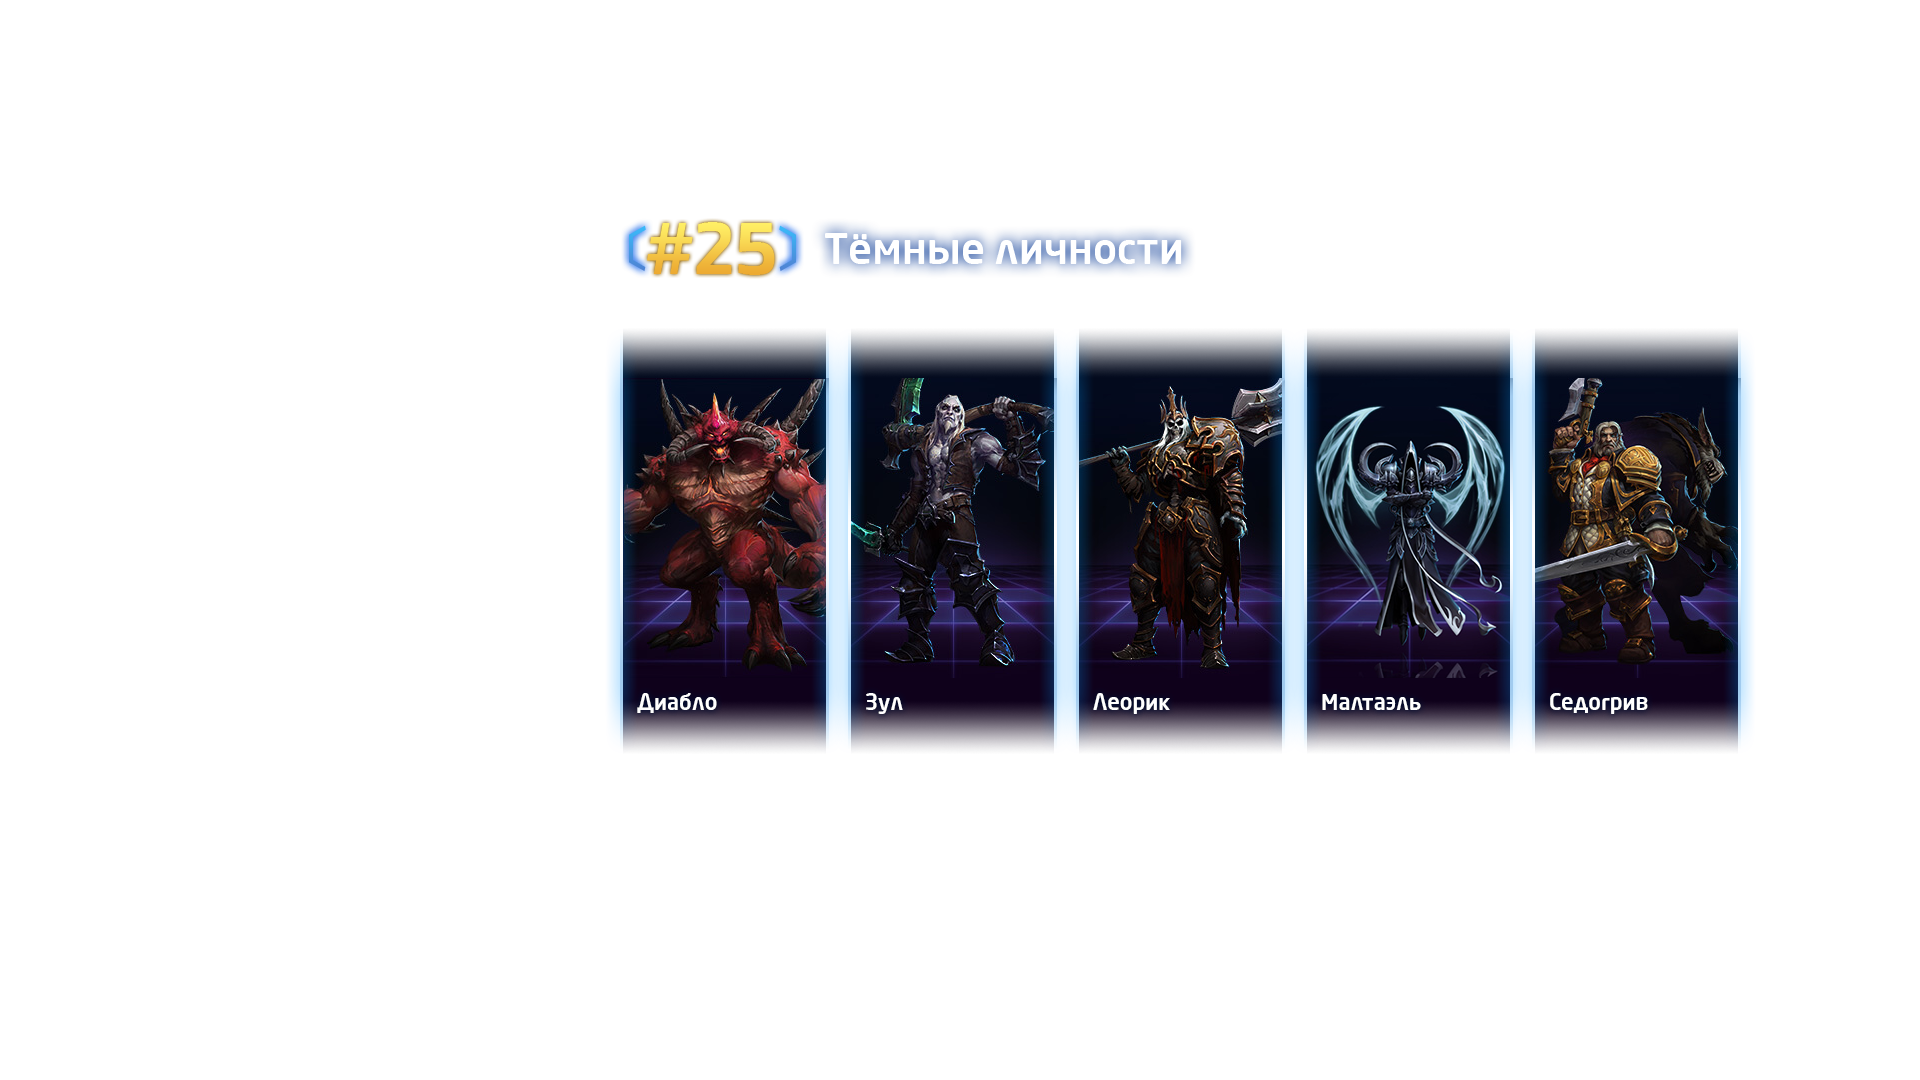 #25 Тёмные личности
Диабло
Зул
Леорик
Малтаэль
Седогрив